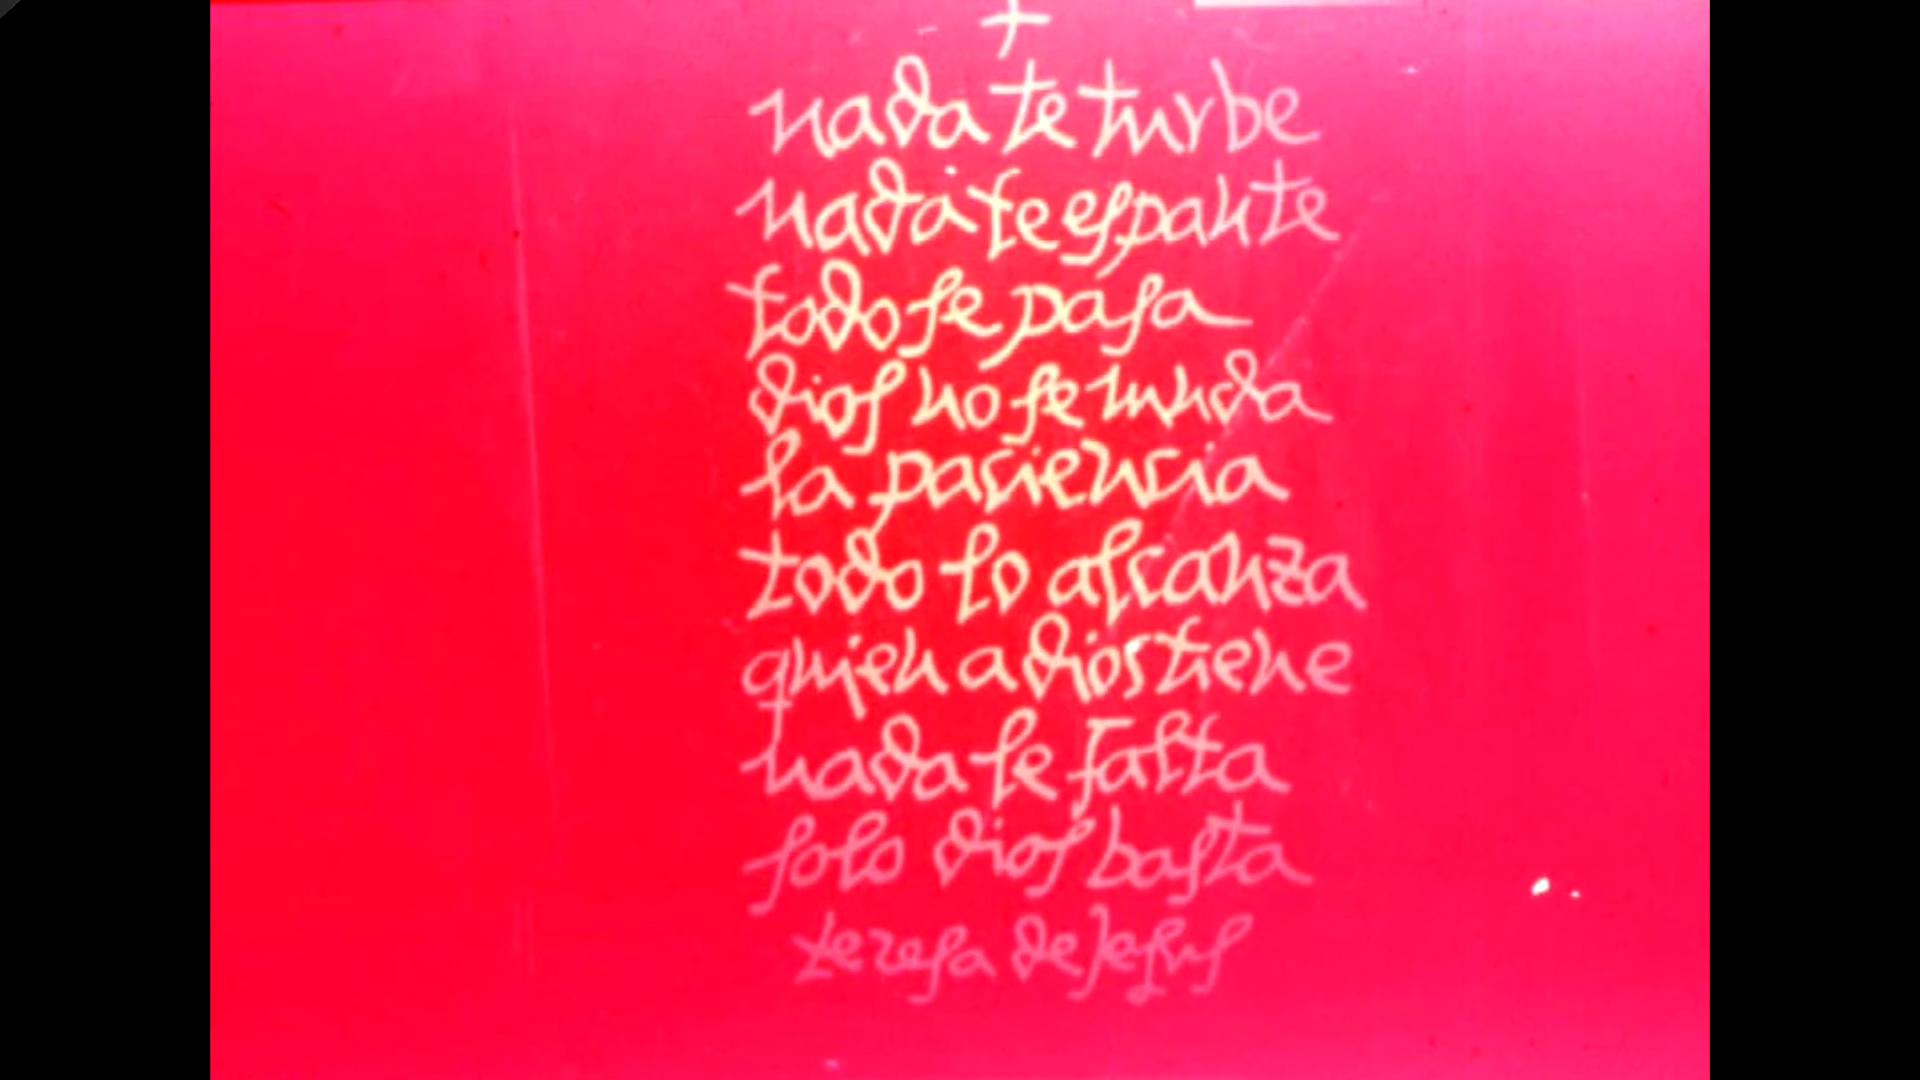 +
nada te turbe
nada te espante
todo se pasa
dios no se muda
la paciencia
todo lo alcanza
quien a dios tiene
nada le falta
solo dios basta
teresa de Jesus